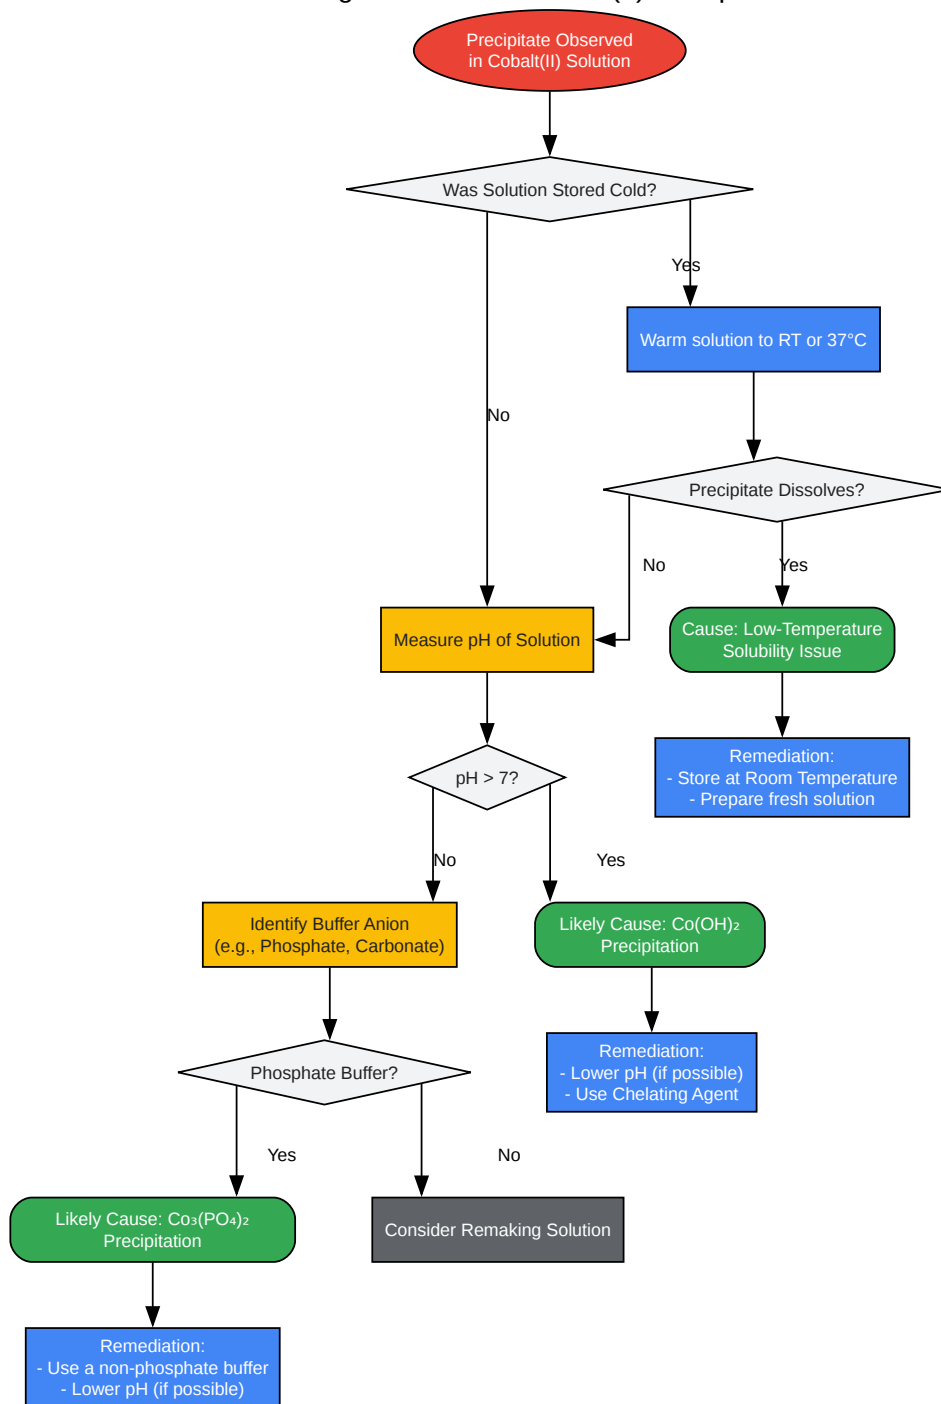 Precipitate Observed
in Cobalt(II) Solution
Was Solution Stored Cold?
Yes
Warm solution to RT or 37°C
No
Precipitate Dissolves?
No
Yes
Measure pH of Solution
Cause: Low-Temperature
Solubility Issue
pH > 7?
Remediation:
- Store at Room Temperature
- Prepare fresh solution
No
Yes
Identify Buffer Anion
(e.g., Phosphate, Carbonate)
Likely Cause: Co(OH)₂
Precipitation
Phosphate Buffer?
Remediation:
- Lower pH (if possible)
- Use Chelating Agent
Yes
No
Likely Cause: Co₃(PO₄)₂
Precipitation
Consider Remaking Solution
Remediation:
- Use a non-phosphate buffer
- Lower pH (if possible)